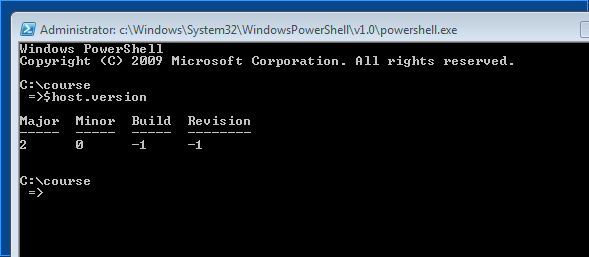 Administrator: c:\Windows\System32\WindowsPowerShell\v1.0\powershell.exe
Windows PowerShell
Copyright (C) 2009 Microsoft Corporation. All rights reserved.
C:\course
=>$host.version
Major Minor Build Revision
----- ----- ----- --------
2 0 -1 -1
C:\course
=>